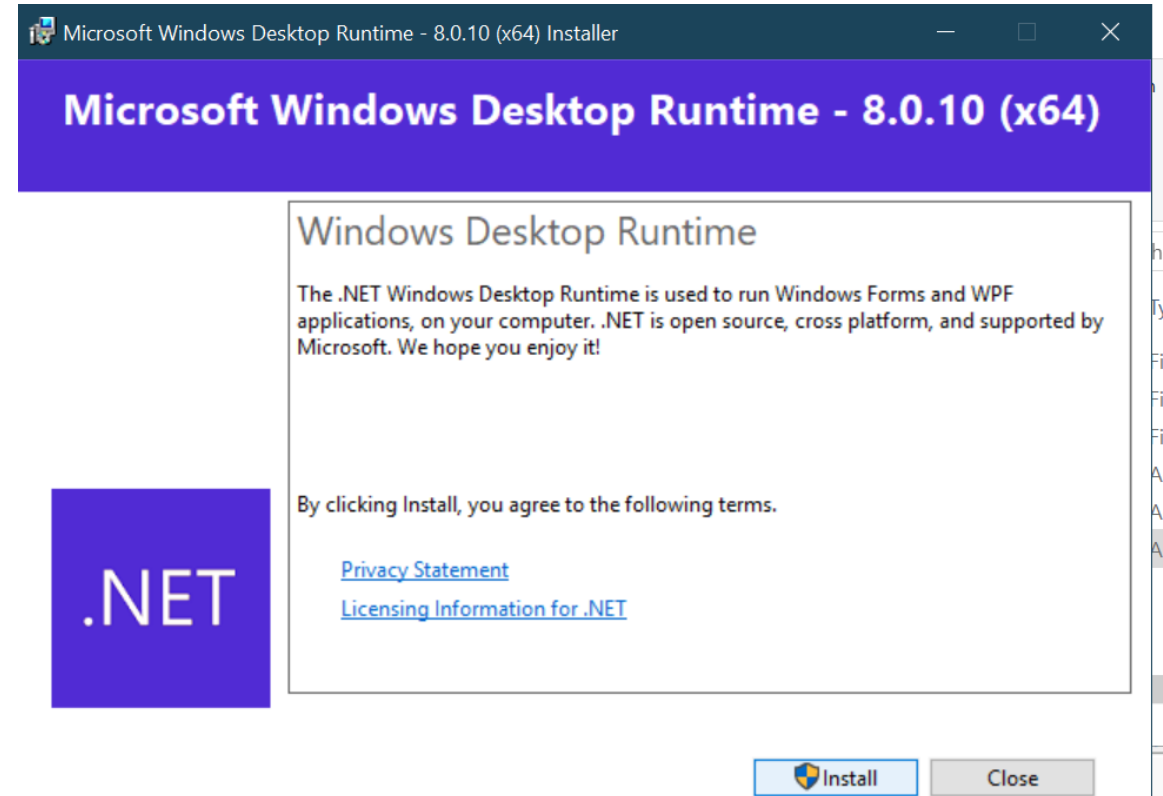 Microsoft Windows Desktop Runtime - 8.0.10 (x64) Installer
Microsoft Windows Desktop Runtime - 8.0.10 (x64)
Windows Desktop Runtime
The .NET Windows Desktop Runtime is used to run Windows Forms and WPF
applications, on your computer. .NET is open source, cross platform, and supported by
Microsoft. We hope you enjoy it!
By clicking Install, you agree to the following terms.
Privacy Statement
Licensing Information for .NET
.NET
Install
Close